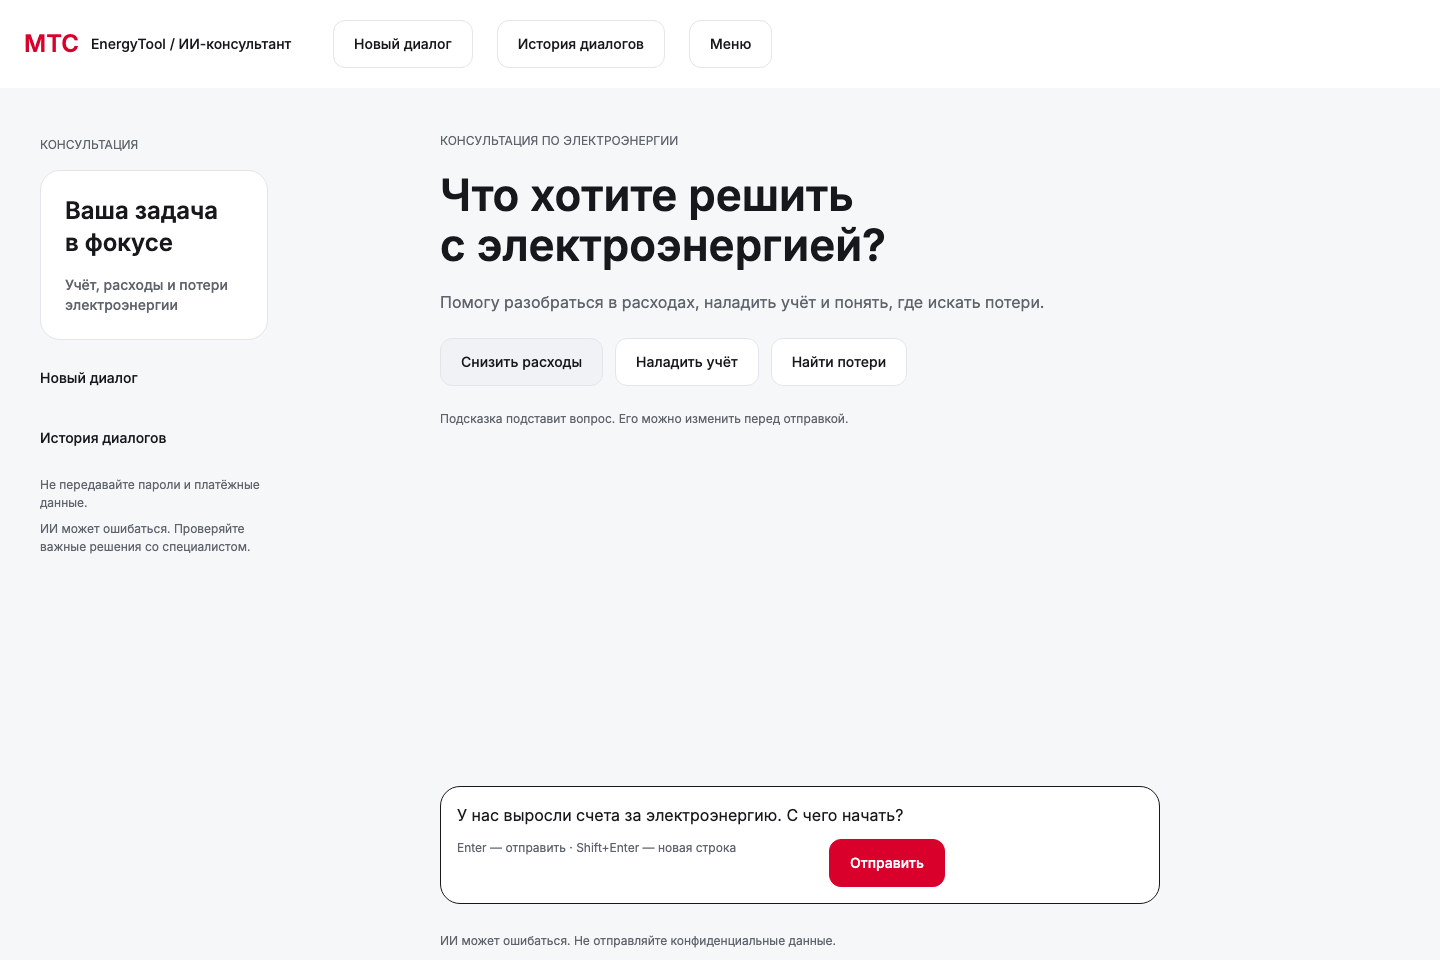 МТС EnergyTool / ИИ-консультант Новый диалог История диалогов Меню
КОНСУЛЬТАЦИЯ
Ваша задача
в фокусе
Учёт, расходы и потери
электроэнергии
Новый диалог
История диалогов
Не передавайте пароли и платёжные
данные.
ИИ может ошибаться. Проверяйте
важные решения со специалистом.
КОНСУЛЬТАЦИЯ ПО ЭЛЕКТРОЭНЕРГИИ
Что хотите решить
с электроэнергией?
Помогу разобраться в расходах, наладить учёт и понять, где искать потери.
Снизить расходы Наладить учёт Найти потери
Подсказка подставит вопрос. Его можно изменить перед отправкой.
У нас выросли счета за электроэнергию. С чего начать?
Enter — отправить · Shift+Enter — новая строка
Отправить
ИИ может ошибаться. Не отправляйте конфиденциальные данные.